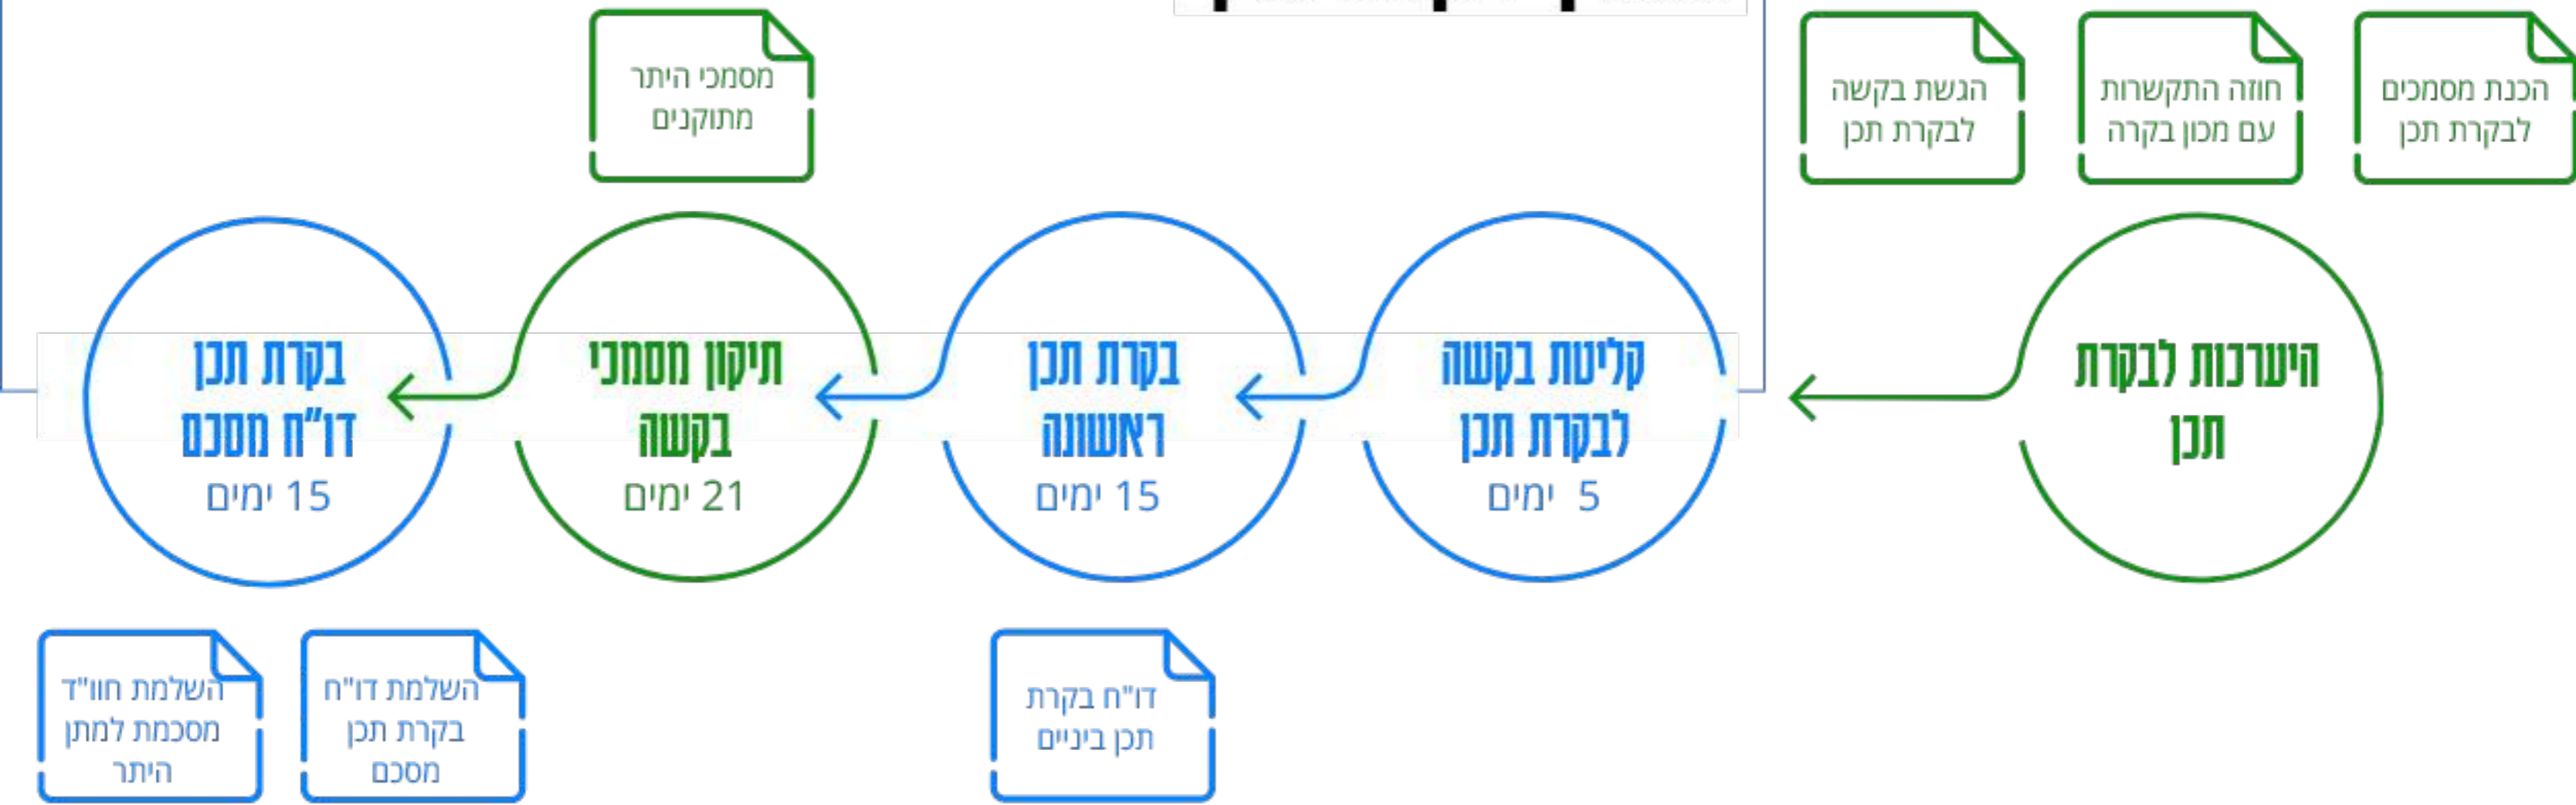 הכנת מסמכים
לבקרת תכן
חוזה התקשרות
עם מכון בקרה
הגשת בקשה
לבקרת תכן
מסמכי היתר
מתוקנים
היערכות לבקרת
תכן
קליטת בקשה
לבקרת תכן
5 ימים
בקרת תכן
ראשונה
15 ימים
תיקון מסמכי
בקשה
21 ימים
בקרת תכן
דו"ח מסכם
15 ימים
דו"ח בקרת
תכן ביניים
השלמת דו"ח
בקרת תכן
מסכם
השלמת חוו"ד
מסכמת למתן
היתר